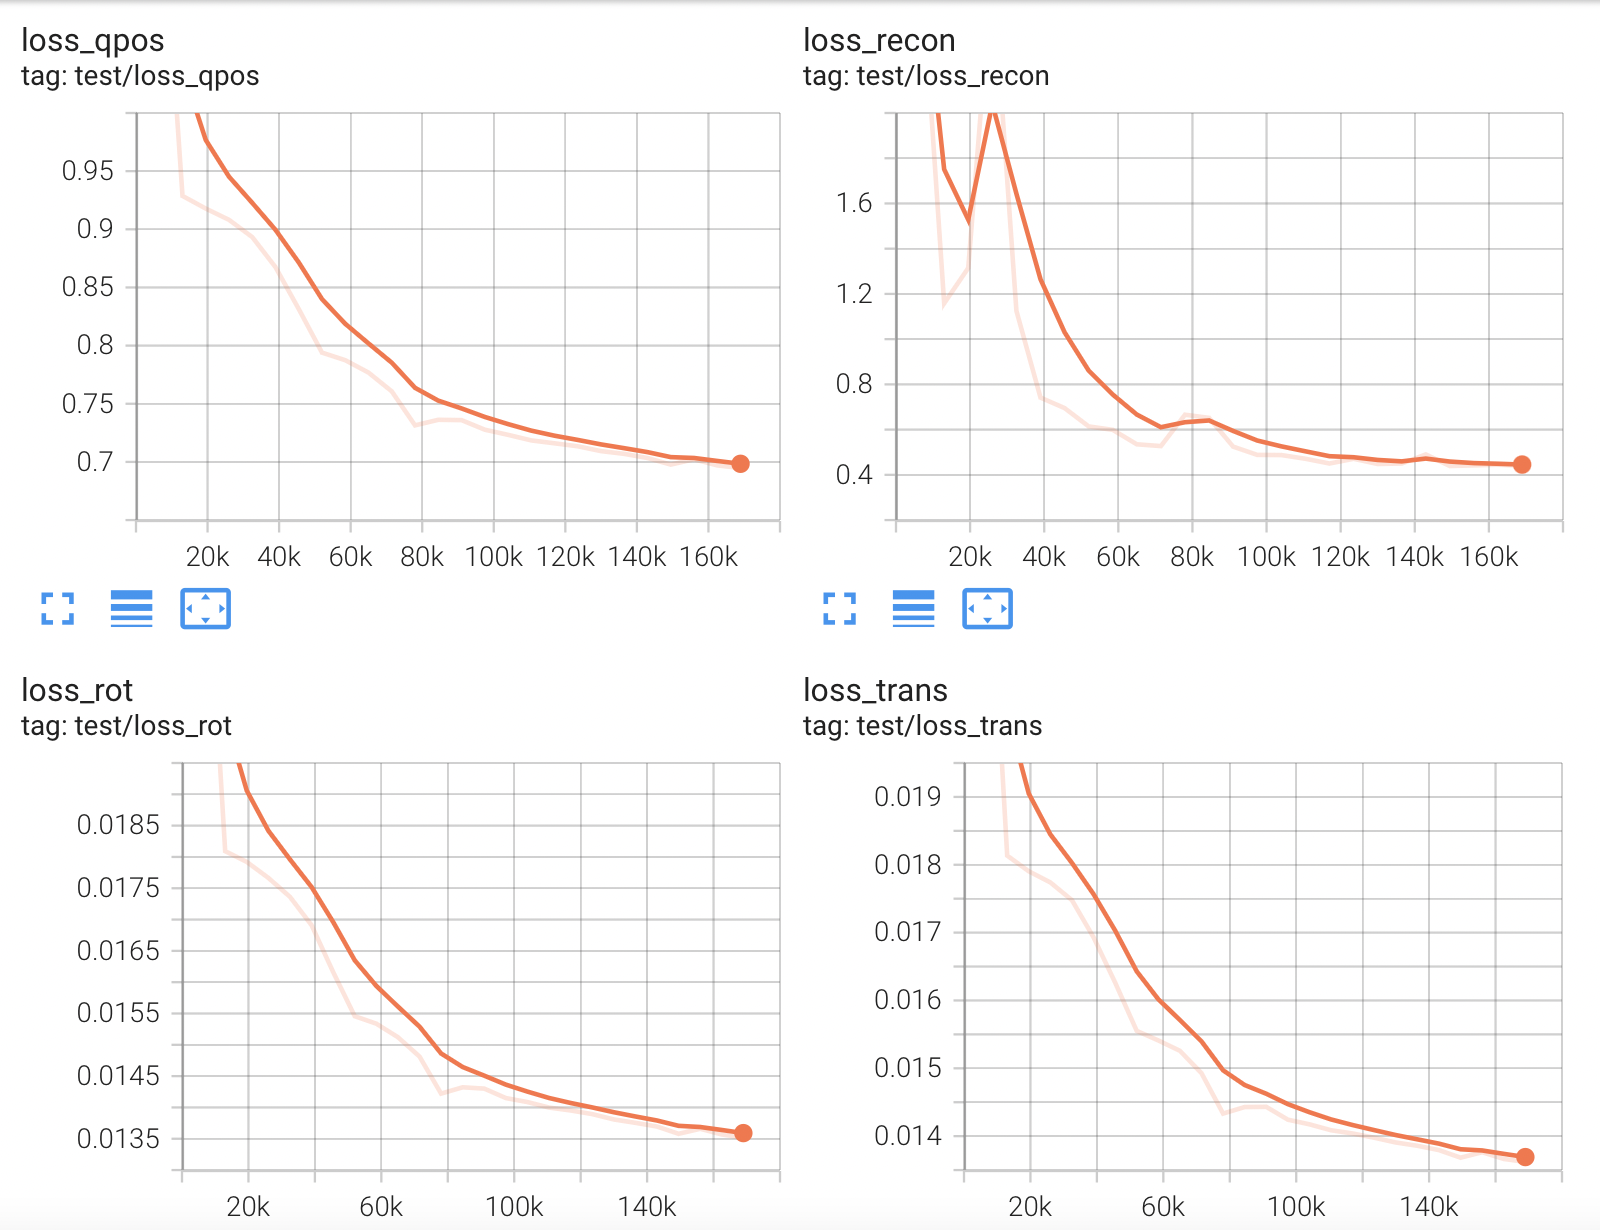 loss_qpos
tag: test/loss_qpos
0.95
0.9
0.85
0.8
0.75
0.7
20k 40k 60k 80k 100k 120k 140k 160k
loss_recon
tag: test/loss_recon
1.6
1.2
0.8
0.4
20k 40k 60k 80k 100k 120k 140k 160k
loss_rot
tag: test/loss_rot
0.0185
0.0175
0.0165
0.0155
0.0145
0.0135
20k 60k 100k 140k
loss_trans
tag: test/loss_trans
0.019
0.018
0.017
0.016
0.015
0.014
20k 60k 100k 140k